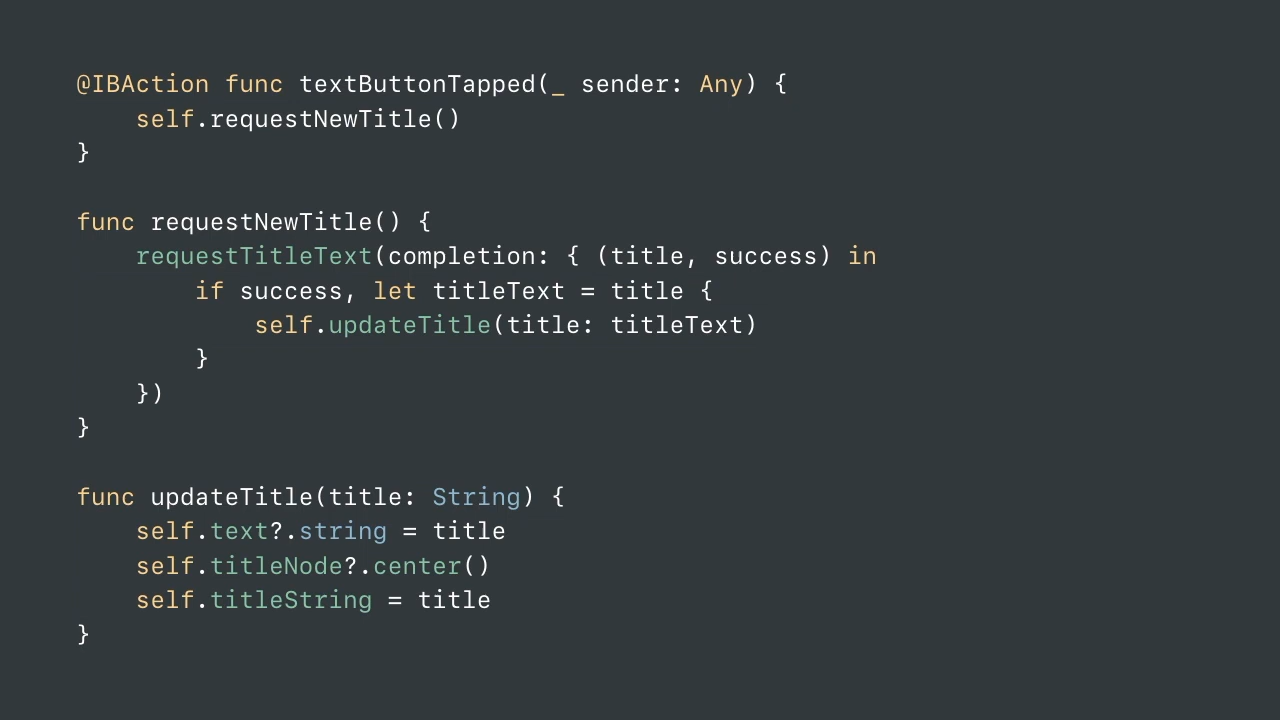 @IBAction func textButtonTapped(_ sender: Any) {
    self.requestNewTitle()
}

func requestNewTitle() {
    requestTitleText(completion: { (title, success) in
        if success, let titleText = title {
            self.updateTitle(title: titleText)
        }
    })
}

func updateTitle(title: String) {
    self.text?.string = title
    self.titleNode?.center()
    self.titleString = title
}